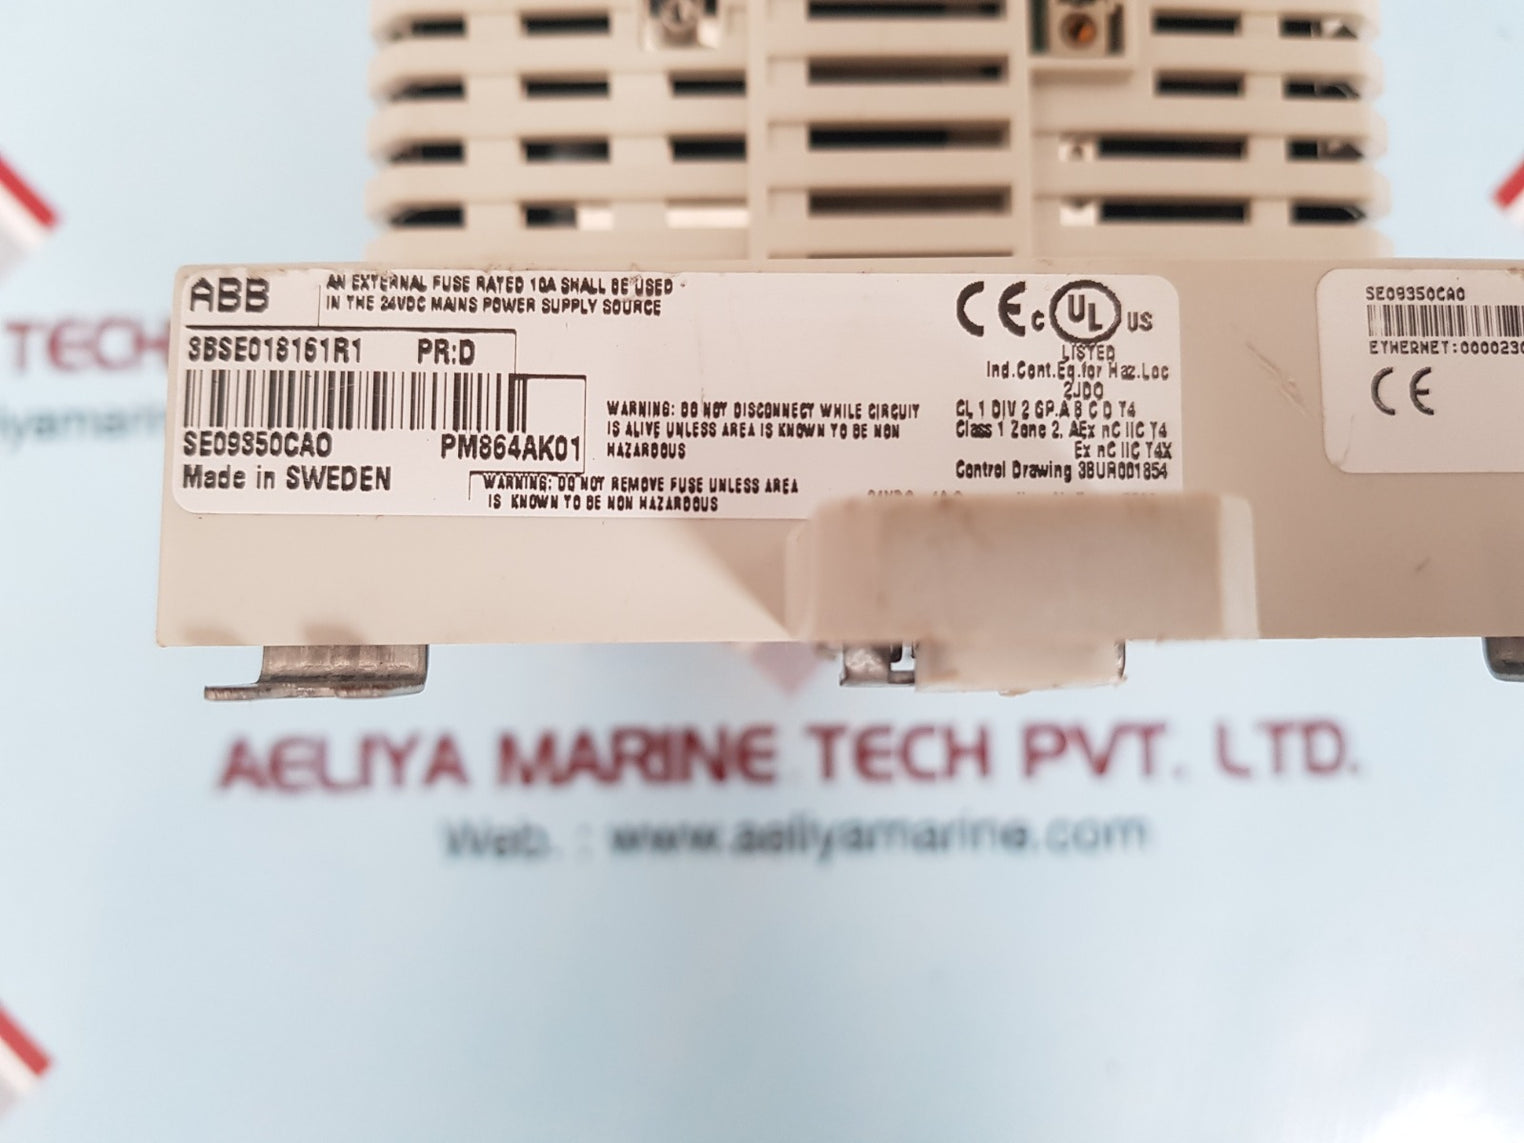 ABB
AN EXTERNAL FUSE RATED 10A SHALL BE USED
IN THE 24VDC MAINS POWER SUPPLY SOURCE
3BSE018161R1 PR:D
SE09350CA0 PM864AK01
Made in SWEDEN
WARNING: DO NOT DISCONNECT WHILE CIRCUIT
IS ALIVE UNLESS AREA IS KNOWN TO BE NON
HAZARDOUS
WARNING: DO NOT REMOVE FUSE UNLESS AREA
IS KNOWN TO BE NON HAZARDOUS
CE c UL US
LISTED
Ind.Cont.Eq.for Haz.Loc
2JD0
CL 1 DIV 2 GP.A B C D T4
Class 1 Zone 2, AEx nC IIC T4
Ex nC IIC T4X
Control Drawing 3BUR001854
SE09350CA0
ETHERNET:000023
CE
TECH
AELIYA MARINE TECH PVT. LTD.
Web. : www.aeliyamarine.com